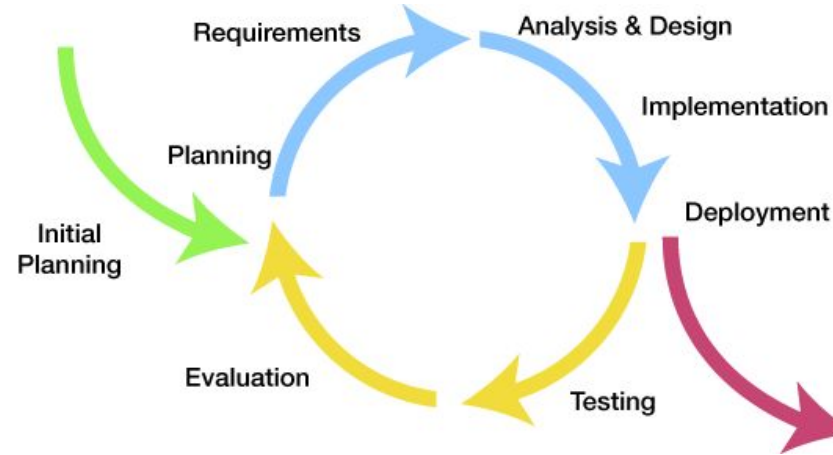 Requirements
Analysis & Design
Implementation
Planning
Deployment
Initial
Planning
Evaluation
Testing